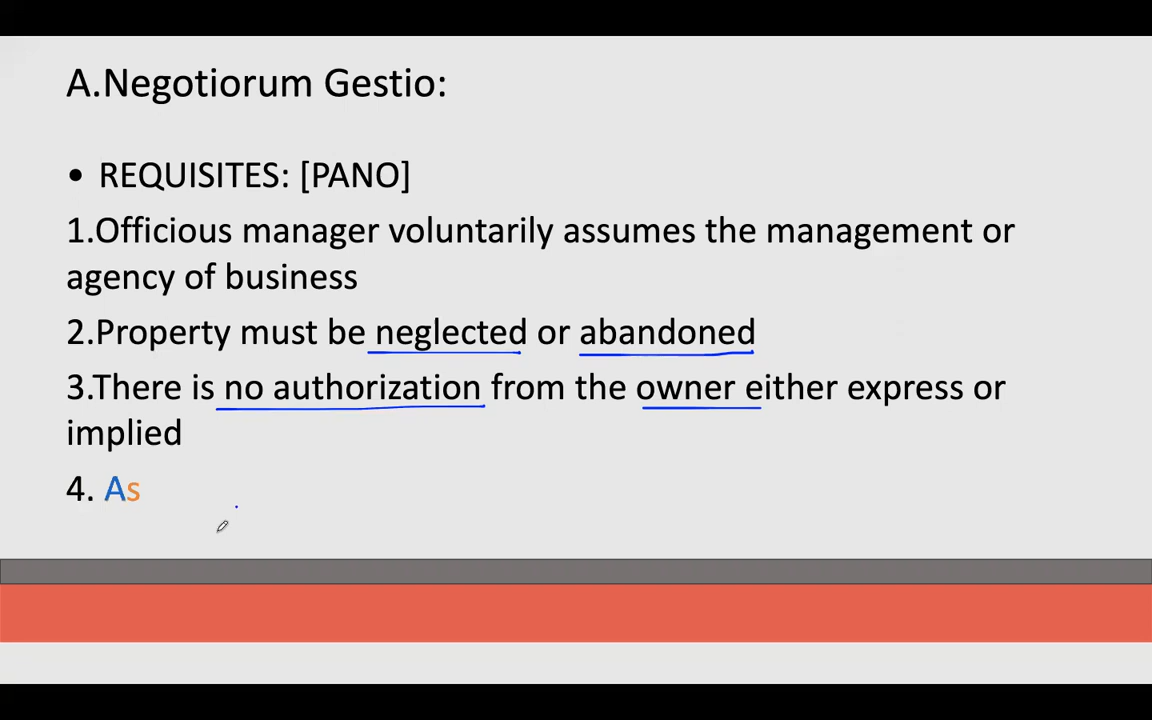 A.Negotiorum Gestio:
• REQUISITES: [PANO]
1.Officious manager voluntarily assumes the management or
agency of business
2.Property must be neglected or abandoned
3.There is no authorization from the owner either express or
implied
4. As